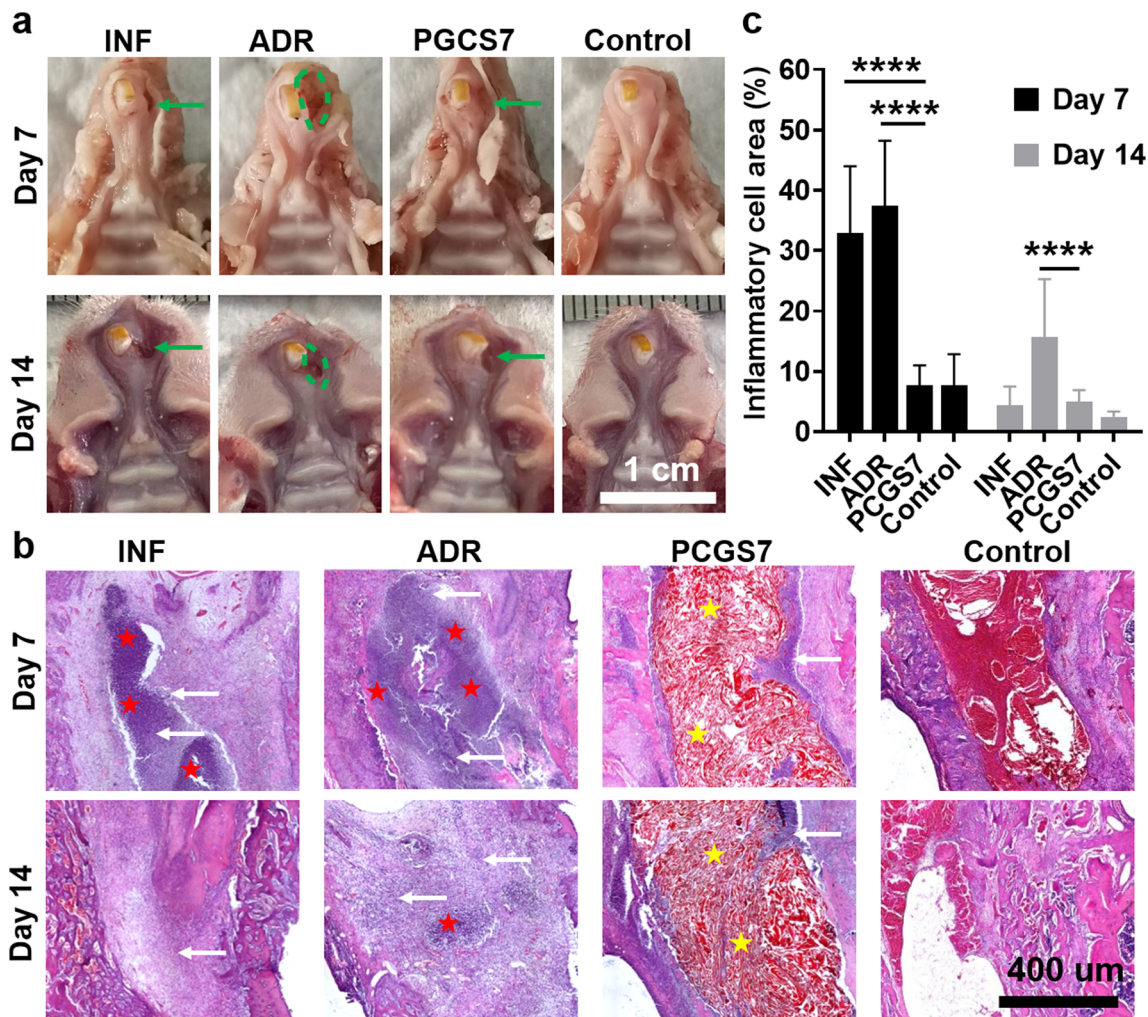 a
INF ADR PGCS7 Control
Day 7
Day 14
1 cm
c
Inflammatory cell area (%)
60
50
40
30
20
10
0
****
****
****
Day 7
Day 14
INF
ADR
PCGS7
Control
INF
ADR
PCGS7
Control
b
INF ADR PCGS7 Control
Day 7
Day 14
400 um